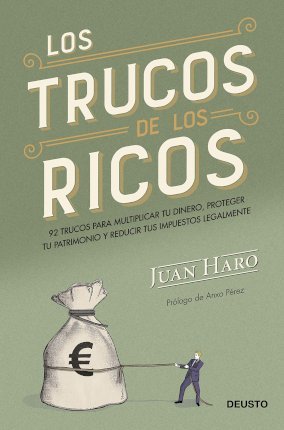 LOS
TRUCOS
DE LOS
RICOS
92 TRUCOS PARA MULTIPLICAR TU DINERO, PROTEGER
TU PATRIMONIO Y REDUCIR TUS IMPUESTOS LEGALMENTE
JUAN HARO
Prólogo de Anxo Pérez
€
DEUSTO